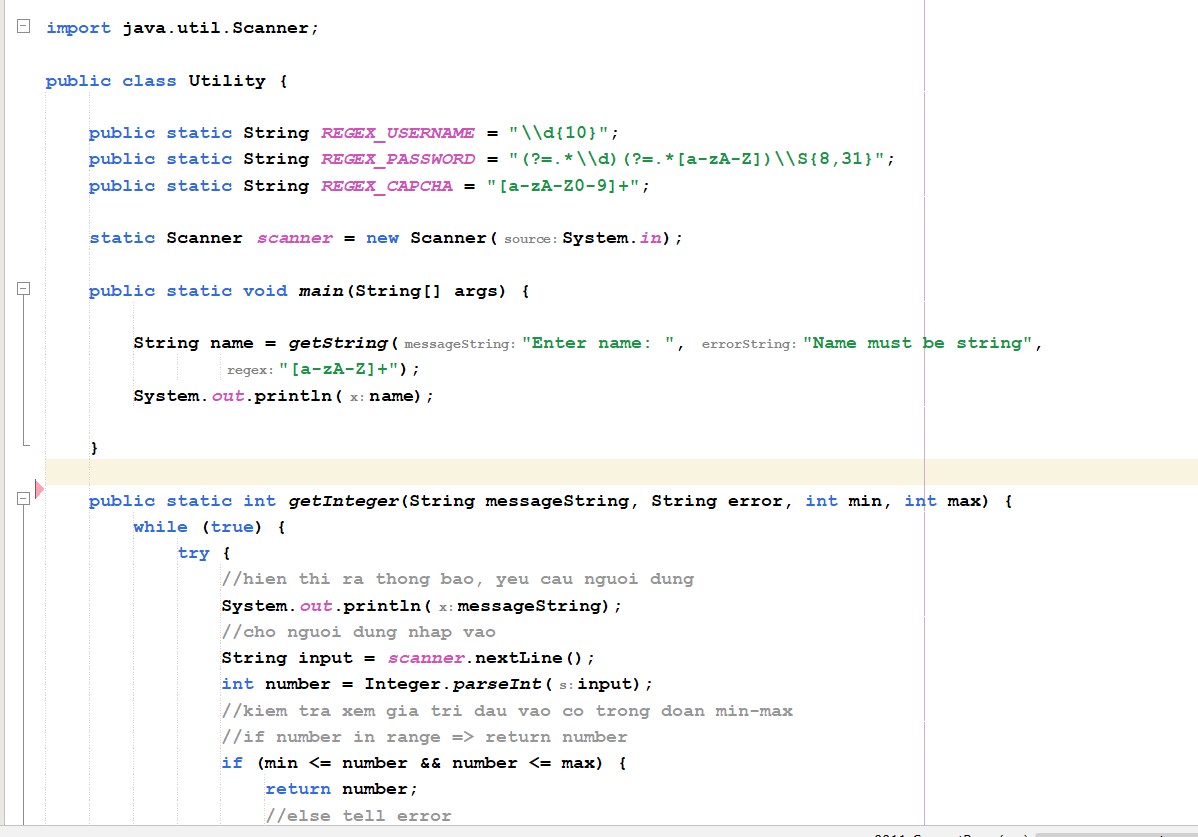 import java.util.Scanner;
public class Utility {
public static String REGEX_USERNAME = "\\d{10}";
public static String REGEX_PASSWORD = "(?=.*\\d)(?=.*[a-zA-Z])\\S{8,31}";
public static String REGEX_CAPCHA = "[a-zA-Z0-9]+";
static Scanner scanner = new Scanner( source: System.in);
public static void main(String[] args) {
String name = getString( messageString: "Enter name: ", errorString: "Name must be string",
regex: "[a-zA-Z]+");
System.out.println( x: name);
}
public static int getInteger(String messageString, String error, int min, int max) {
while (true) {
try {
//hien thi ra thong bao, yeu cau nguoi dung
System.out.println( x: messageString);
//cho nguoi dung nhap vao
String input = scanner.nextLine();
int number = Integer.parseInt( s: input);
//kiem tra xem gia tri dau vao co trong doan min-max
//if number in range => return number
if (min <= number && number <= max) {
return number;
//else tell error